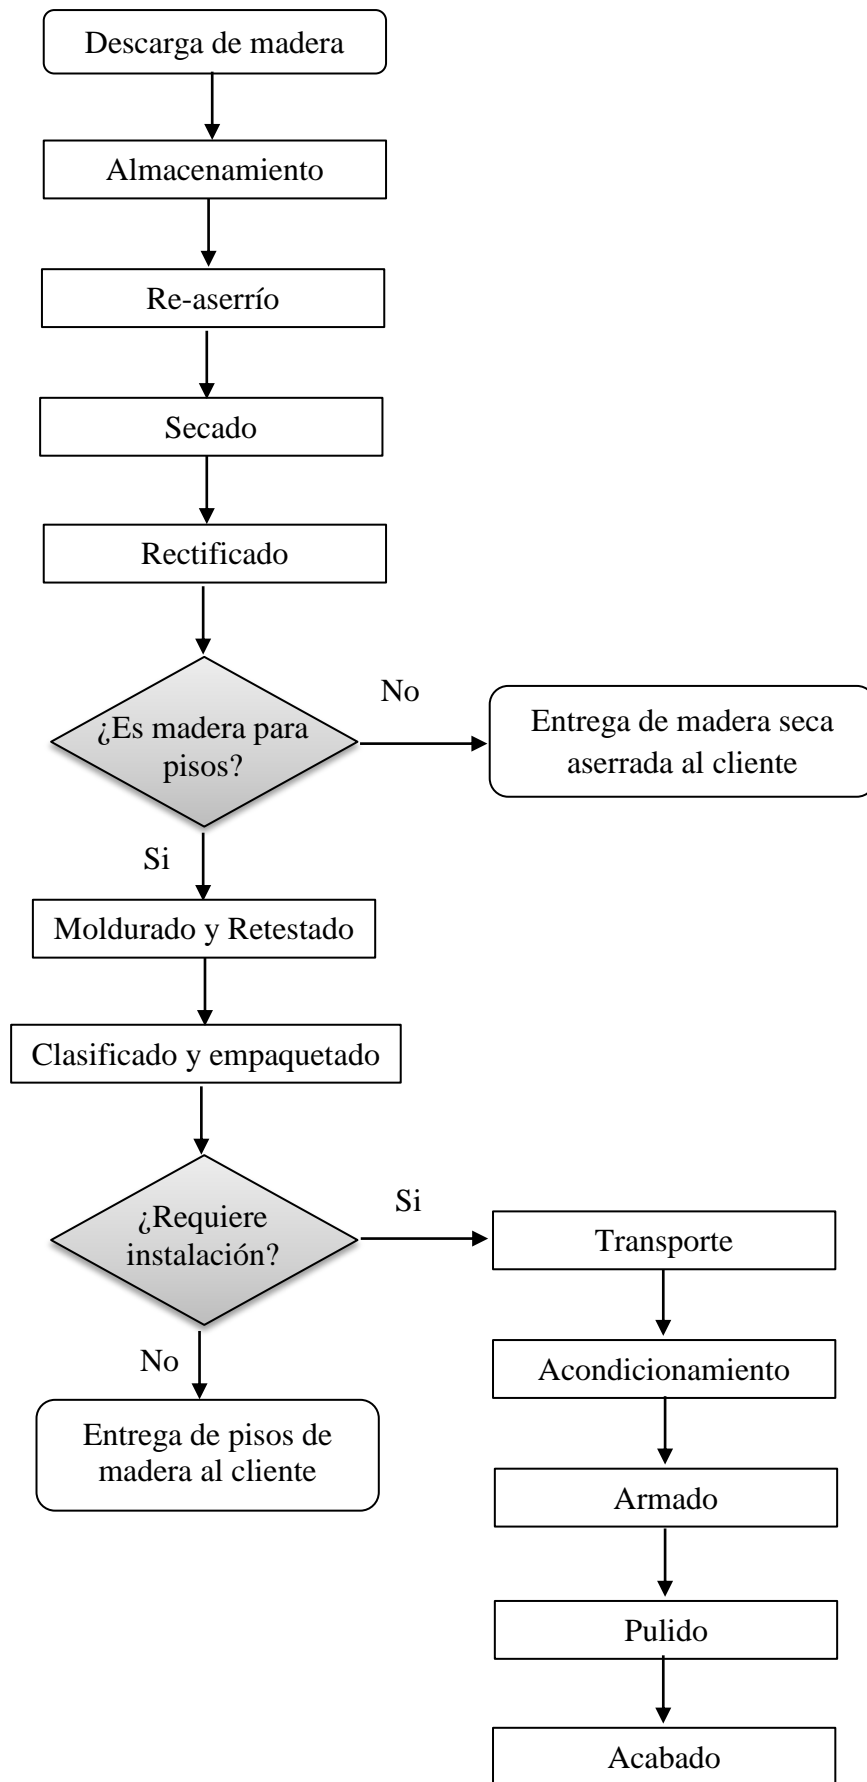 Descarga de madera
Almacenamiento
Re-aserrío
Secado
Rectificado
¿Es madera para
pisos?
No
Entrega de madera seca
aserrada al cliente
Si
Moldurado y Retestado
Clasificado y empaquetado
¿Requiere
instalación?
Si
Transporte
No
Acondicionamiento
Entrega de pisos de
madera al cliente
Armado
Pulido
Acabado